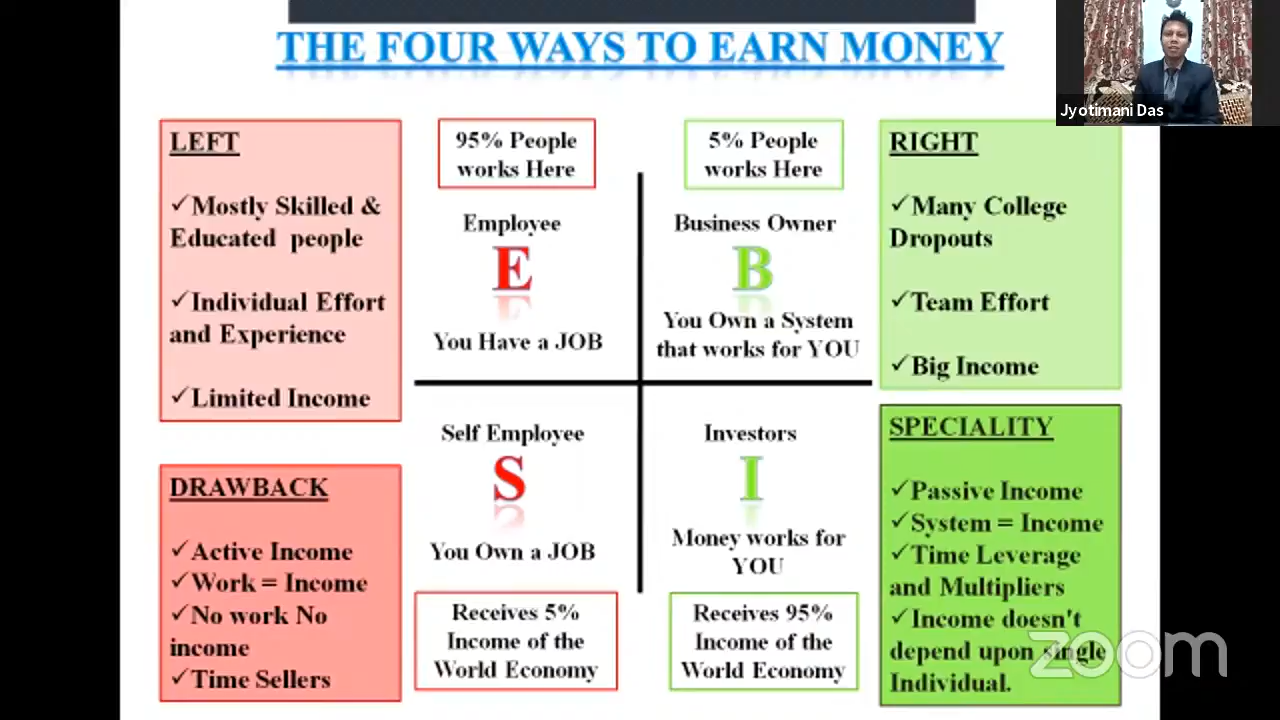 THE FOUR WAYS TO EARN MONEY
Jyotimani Das
LEFT
✓Mostly Skilled &
Educated people
✓Individual Effort
and Experience
✓Limited Income
DRAWBACK
✓Active Income
✓Work = Income
✓No work No
income
✓Time Sellers
95% People
works Here
Employee
E
You Have a JOB
Self Employee
S
You Own a JOB
Receives 5%
Income of the
World Economy
5% People
works Here
Business Owner
B
You Own a System
that works for YOU
Investors
I
Money works for
YOU
Receives 95%
Income of the
World Economy
RIGHT
✓Many College
Dropouts
✓Team Effort
✓Big Income
SPECIALITY
✓Passive Income
✓System = Income
✓Time Leverage
and Multipliers
✓Income doesn't
depend upon single
Individual.
zoom